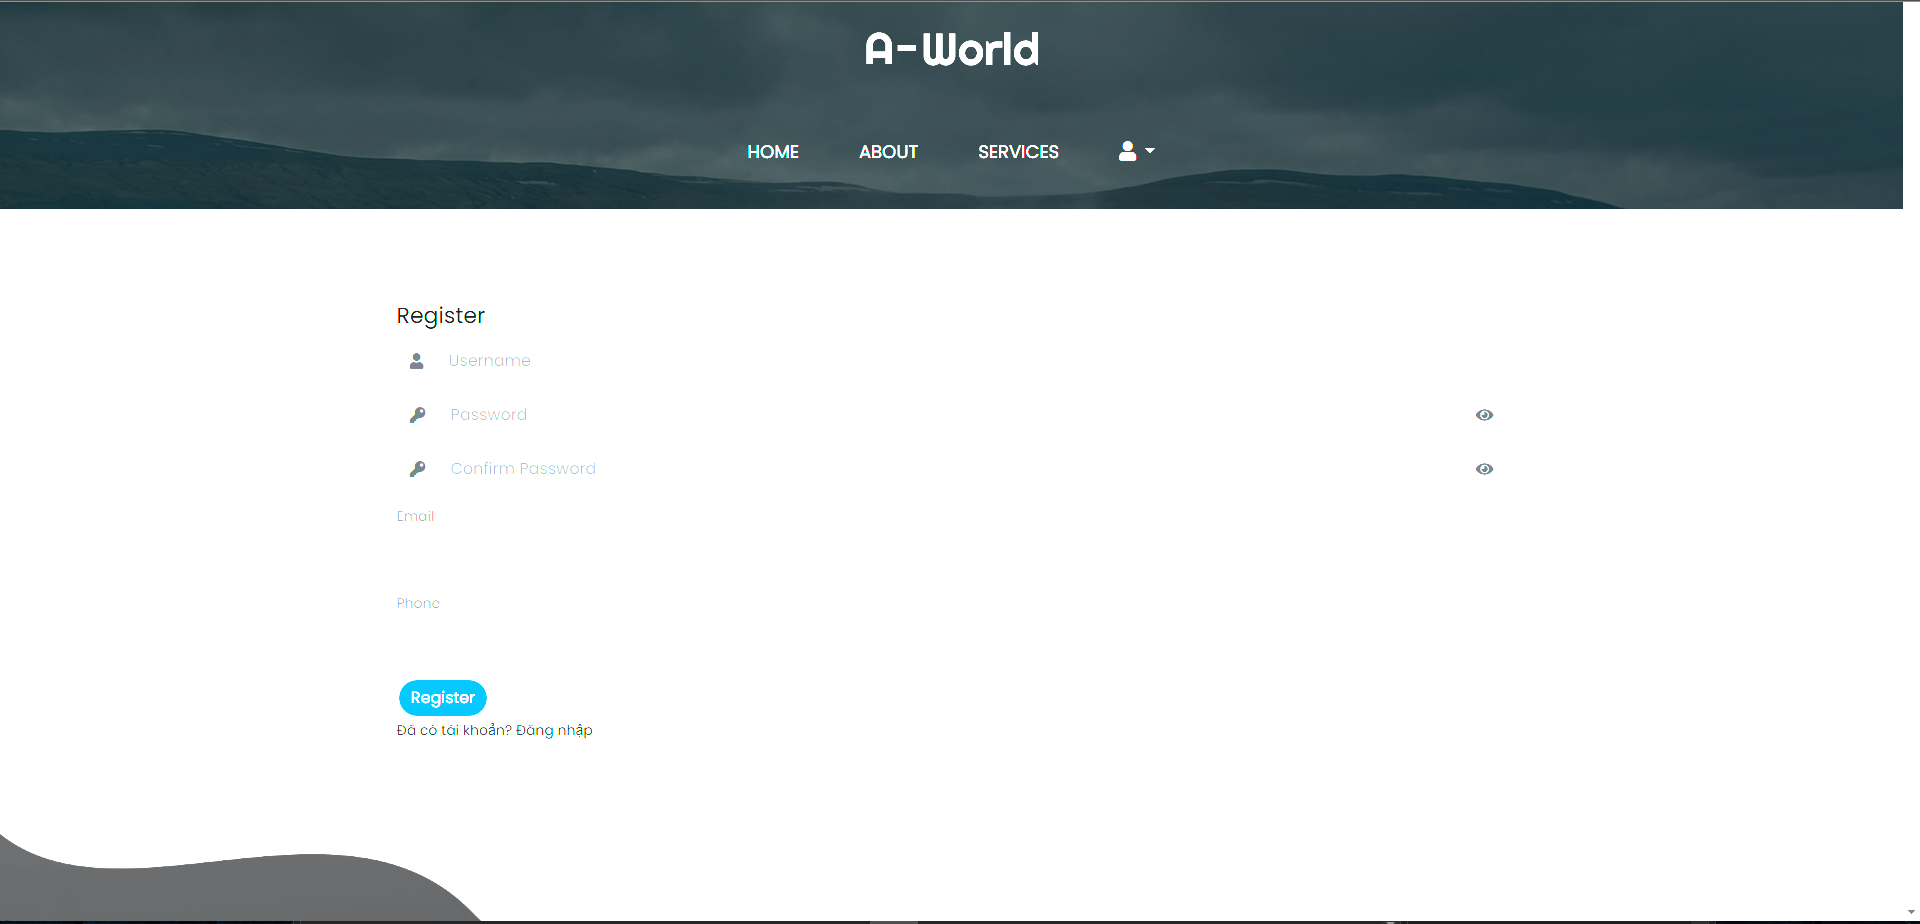 A-World
HOME ABOUT SERVICES
Register
Username
Password
Confirm Password
Email
Phone
Register
Đã có tài khoản? Đăng nhập